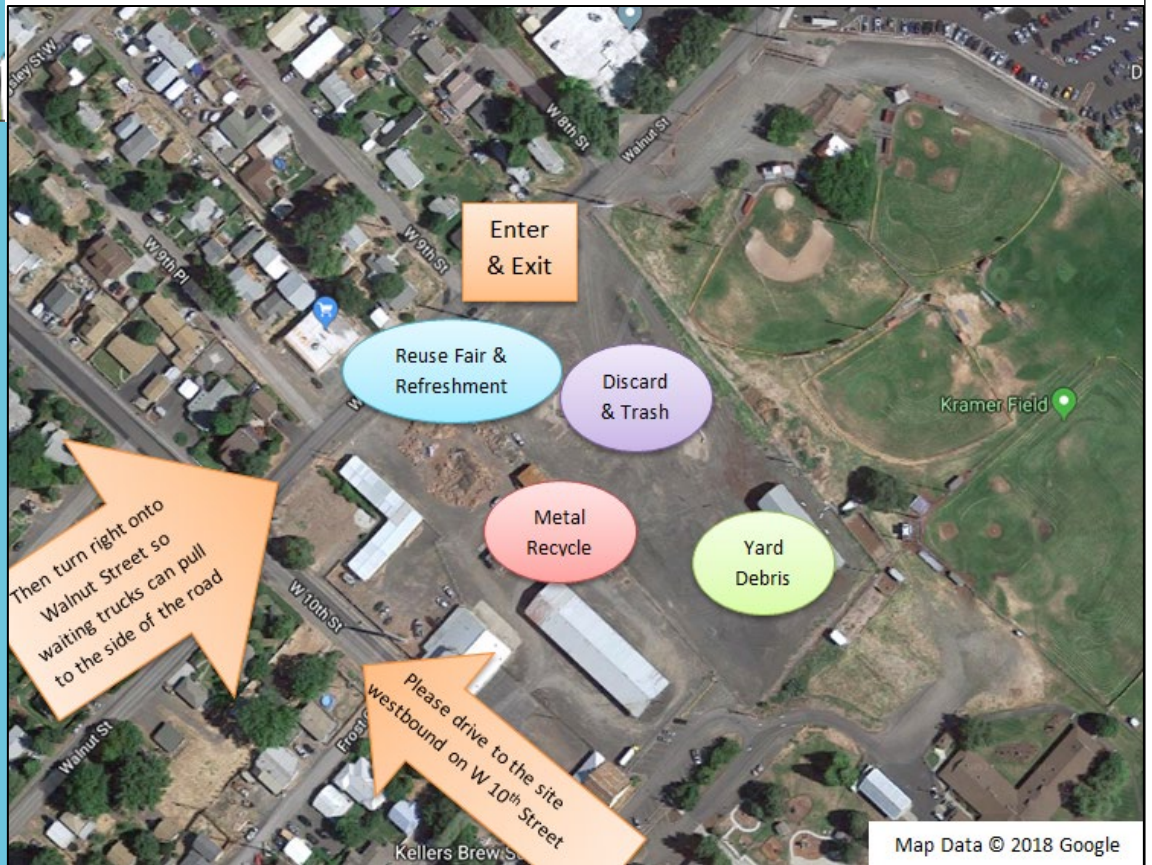 W 8th St
Walnut St
Enter
& Exit
W 9th St
W 9th Pl
Reuse Fair &
Refreshment
Discard
& Trash
Kramer Field
Metal
Recycle
Yard
Debris
Then turn right onto
Walnut Street so
waiting trucks can pull
to the side of the road
W 10th St
Please drive to the site
westbound on W 10th Street
Walnut St
Frost
Kellers Brew
Map Data © 2018 Google